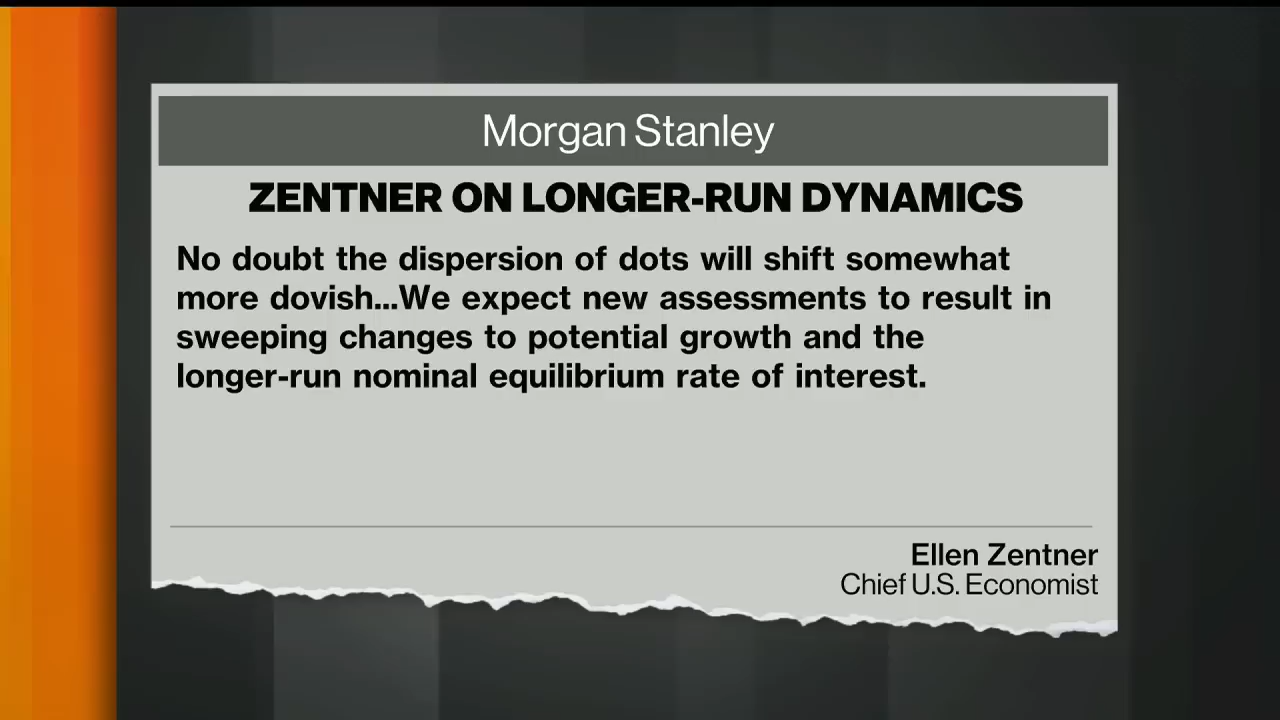 Morgan Stanley
ZENTNER ON LONGER-RUN DYNAMICS
No doubt the dispersion of dots will shift somewhat
more dovish...We expect new assessments to result in
sweeping changes to potential growth and the
longer-run nominal equilibrium rate of interest.
Ellen Zentner
Chief U.S. Economist